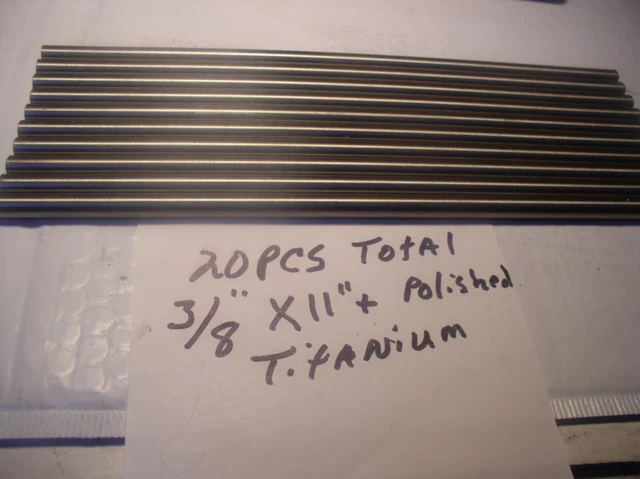 20PCS TotAl
3/8" X11"+ Polished
TitANiUM